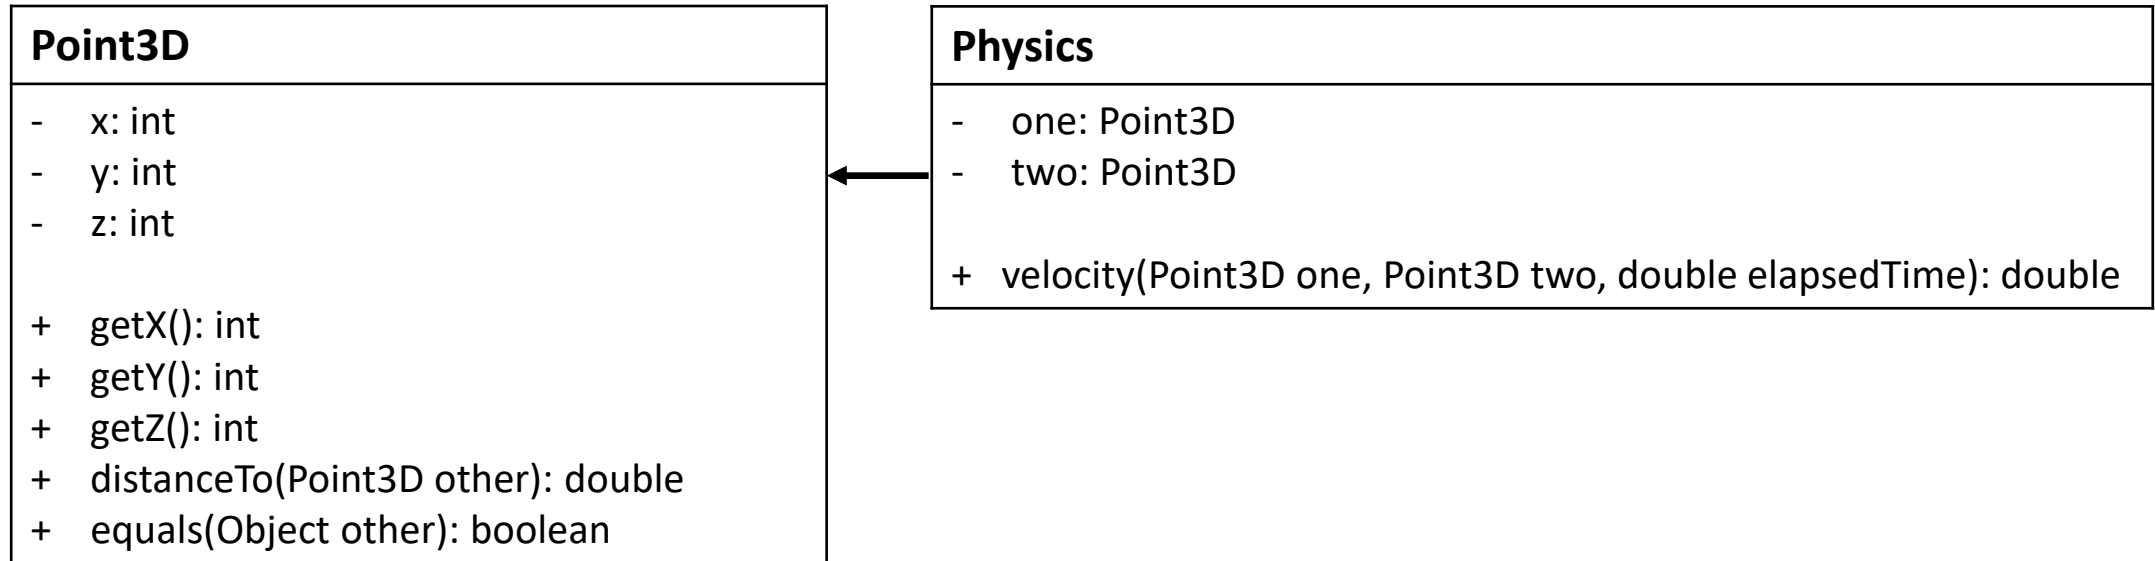 Point3D
- x: int
- y: int
- z: int
+ getX(): int
+ getY(): int
+ getZ(): int
+ distanceTo(Point3D other): double
+ equals(Object other): boolean
Physics
- one: Point3D
- two: Point3D
+ velocity(Point3D one, Point3D two, double elapsedTime): double